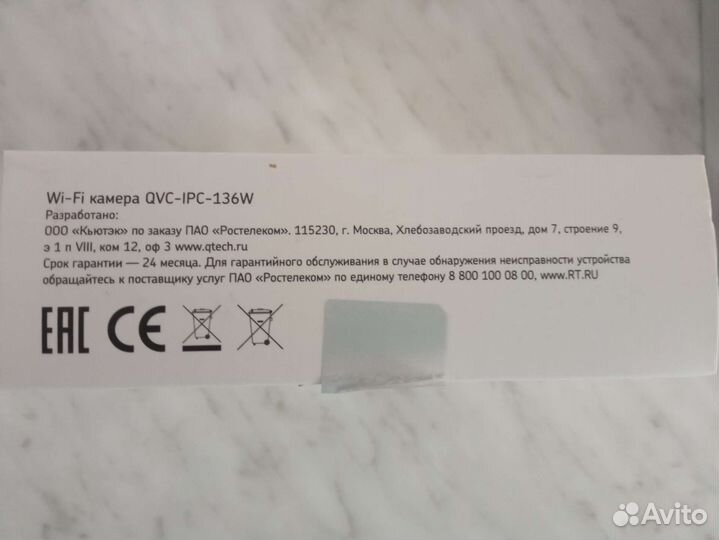 Wi-Fi камера QVC-IPC-136W
Разработано:
ООО «Кьютэк» по заказу ПАО «Ростелеком». 115230, г. Москва, Хлебозаводский проезд, дом 7, строение 9,
э 1 п VIII, ком 12, оф 3 www.qtech.ru
Срок гарантии — 24 месяца. Для гарантийного обслуживания в случае обнаружения неисправности устройства
обращайтесь к поставщику услуг ПАО «Ростелеком» по единому телефону 8 800 100 08 00, www.RT.RU
EAC CE
Avito